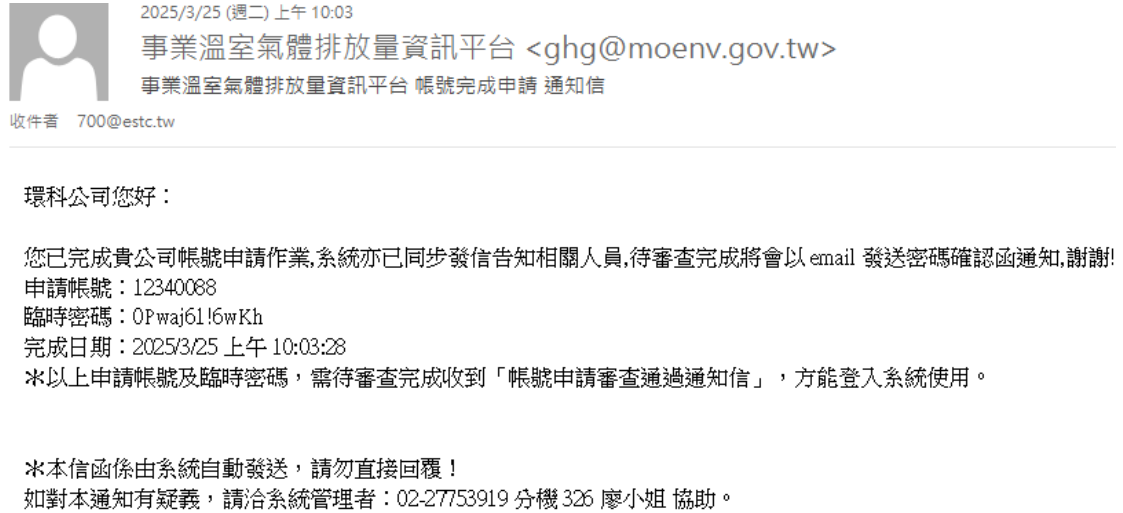 2025/3/25 (週二) 上午 10:03
事業溫室氣體排放量資訊平台 <ghg@moenv.gov.tw>
事業溫室氣體排放量資訊平台 帳號完成申請 通知信
收件者 700@estc.tw
環科公司您好：
您已完成貴公司帳號申請作業,系統亦已同步發信告知相關人員,待審查完成將會以 email 發送密碼確認函通知,謝謝!
申請帳號：12340088
臨時密碼：0Pwaj61!6wKh
完成日期：2025/3/25 上午 10:03:28
＊以上申請帳號及臨時密碼，需待審查完成收到「帳號申請審查通過通知信」，方能登入系統使用。
＊本信函係由系統自動發送，請勿直接回覆！
如對本通知有疑義，請洽系統管理者：02-27753919 分機 326 廖小姐 協助。